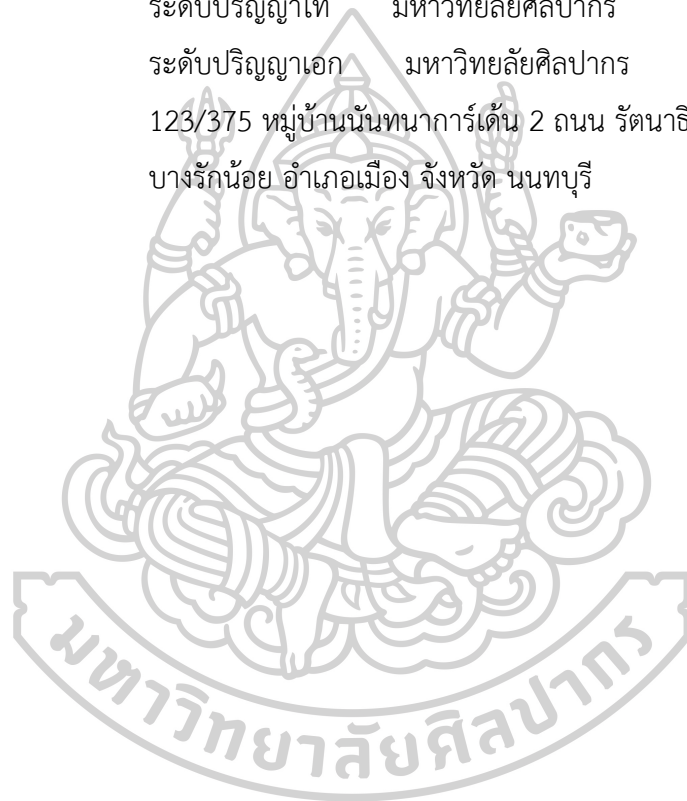 ระดับปริญญาโท มหาวิทยลัยศิลปากร
ระดับปริญญาเอก มหาวิทยลัยศิลปากร
123/375 หมู่บ้านนันทนาการ์เด้น 2 ถนน รัตนาธิ
บางรักน้อย อำเภอเมือง จังหวัด นนทบุรี
มหาวิทยาลัยศิลปากร